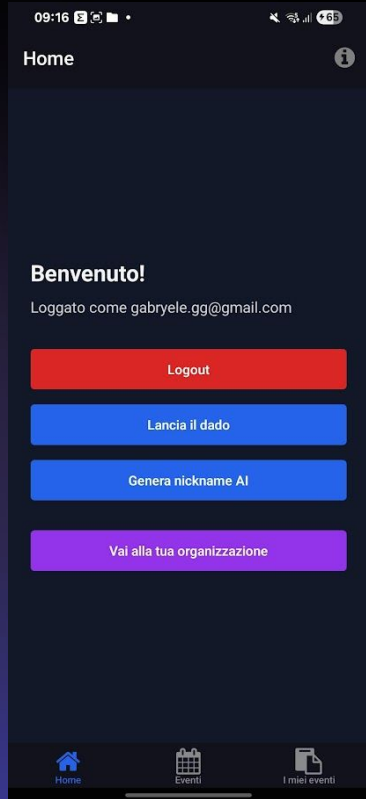 09:16
65
Home
Benvenuto!
Loggato come gabryele.gg@gmail.com
Logout
Lancia il dado
Genera nickname AI
Vai alla tua organizzazione
Home
Eventi
I miei eventi